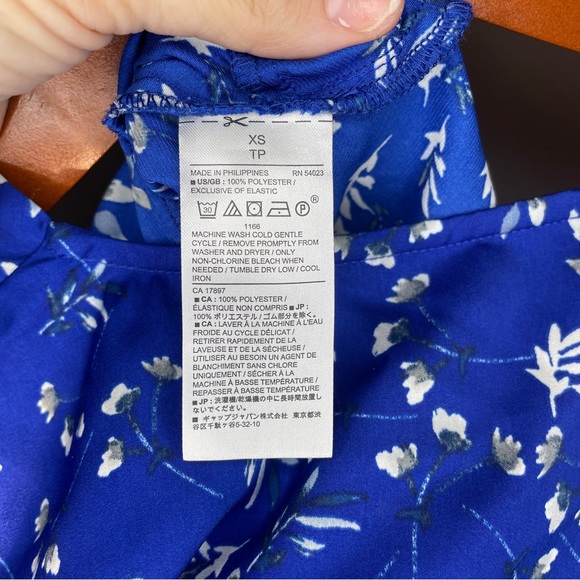 XS
TP
MADE IN PHILIPPINES RN 54023
■ US/GB : 100% POLYESTER /
EXCLUSIVE OF ELASTIC
30 P ®
1166
MACHINE WASH COLD GENTLE
CYCLE / REMOVE PROMPTLY FROM
WASHER AND DRYER / ONLY
NON-CHLORINE BLEACH WHEN
NEEDED / TUMBLE DRY LOW / COOL
IRON
CA 17897
■ CA : 100% POLYESTER /
ÉLASTIQUE NON COMPRIS ■ JP :
100% ポリエステル / ゴム部分を除く。
■ CA : LAVER À LA MACHINE À L'EAU
FROIDE AU CYCLE DÉLICAT /
RETIRER RAPIDEMENT DE LA
LAVEUSE ET DE LA SÉCHEUSE /
UTILISER AU BESOIN UN AGENT DE
BLANCHIMENT SANS CHLORE
UNIQUEMENT / SÉCHER À LA
MACHINE À BASSE TEMPÉRATURE /
REPASSER À BASSE TEMPÉRATURE
■ JP : 洗濯機/乾燥機の中に長時間放置し
ないでください。
■ ギャップジャパン株式会社 東京都渋
谷区千駄ヶ谷5-32-10